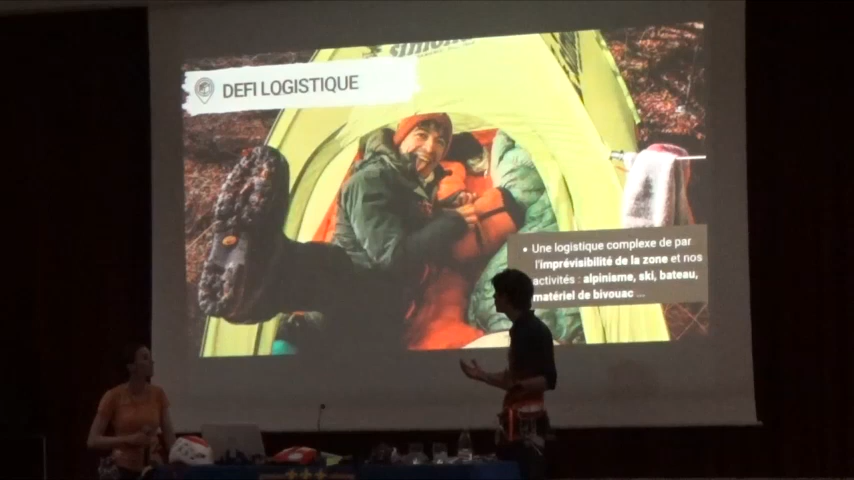 DEFI LOGISTIQUE
• Une logistique complexe de par
l'imprévisibilité de la zone et nos
activités : alpinisme, ski, bateau,
matériel de bivouac ...